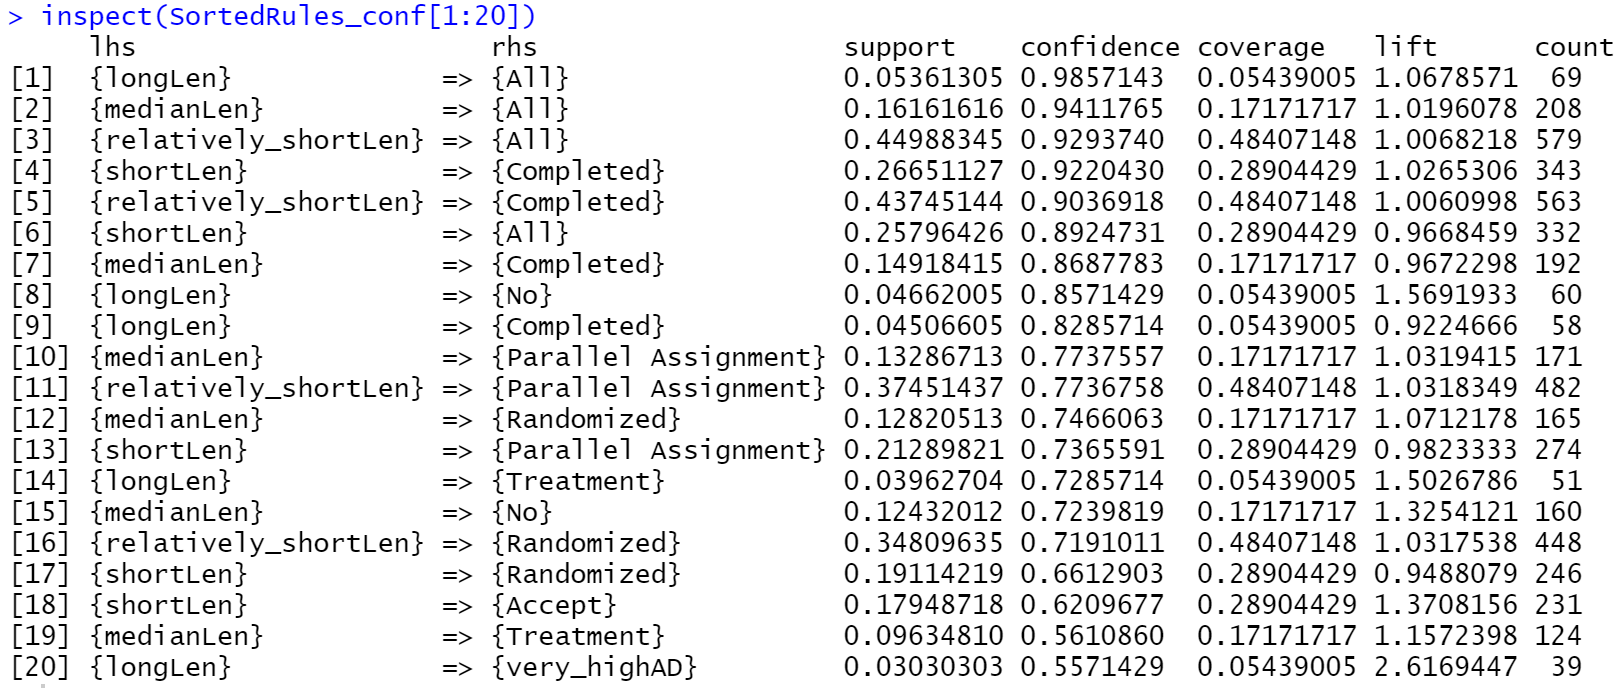 > inspect(SortedRules_conf[1:20])
lhs rhs support confidence coverage lift count
[1] {longLen} => {All} 0.05361305 0.9857143 0.05439005 1.0678571 69
[2] {medianLen} => {All} 0.16161616 0.9411765 0.17171717 1.0196078 208
[3] {relatively_shortLen} => {All} 0.44988345 0.9293740 0.48407148 1.0068218 579
[4] {shortLen} => {Completed} 0.26651127 0.9220430 0.28904429 1.0265306 343
[5] {relatively_shortLen} => {Completed} 0.43745144 0.9036918 0.48407148 1.0060998 563
[6] {shortLen} => {All} 0.25796426 0.8924731 0.28904429 0.9668459 332
[7] {medianLen} => {Completed} 0.14918415 0.8687783 0.17171717 0.9672298 192
[8] {longLen} => {No} 0.04662005 0.8571429 0.05439005 1.5691933 60
[9] {longLen} => {Completed} 0.04506605 0.8285714 0.05439005 0.9224666 58
[10] {medianLen} => {Parallel Assignment} 0.13286713 0.7737557 0.17171717 1.0319415 171
[11] {relatively_shortLen} => {Parallel Assignment} 0.37451437 0.7736758 0.48407148 1.0318349 482
[12] {medianLen} => {Randomized} 0.12820513 0.7466063 0.17171717 1.0712178 165
[13] {shortLen} => {Parallel Assignment} 0.21289821 0.7365591 0.28904429 0.9823333 274
[14] {longLen} => {Treatment} 0.03962704 0.7285714 0.05439005 1.5026786 51
[15] {medianLen} => {No} 0.12432012 0.7239819 0.17171717 1.3254121 160
[16] {relatively_shortLen} => {Randomized} 0.34809635 0.7191011 0.48407148 1.0317538 448
[17] {shortLen} => {Randomized} 0.19114219 0.6612903 0.28904429 0.9488079 246
[18] {shortLen} => {Accept} 0.17948718 0.6209677 0.28904429 1.3708156 231
[19] {medianLen} => {Treatment} 0.09634810 0.5610860 0.17171717 1.1572398 124
[20] {longLen} => {very_highAD} 0.03030303 0.5571429 0.05439005 2.6169447 39